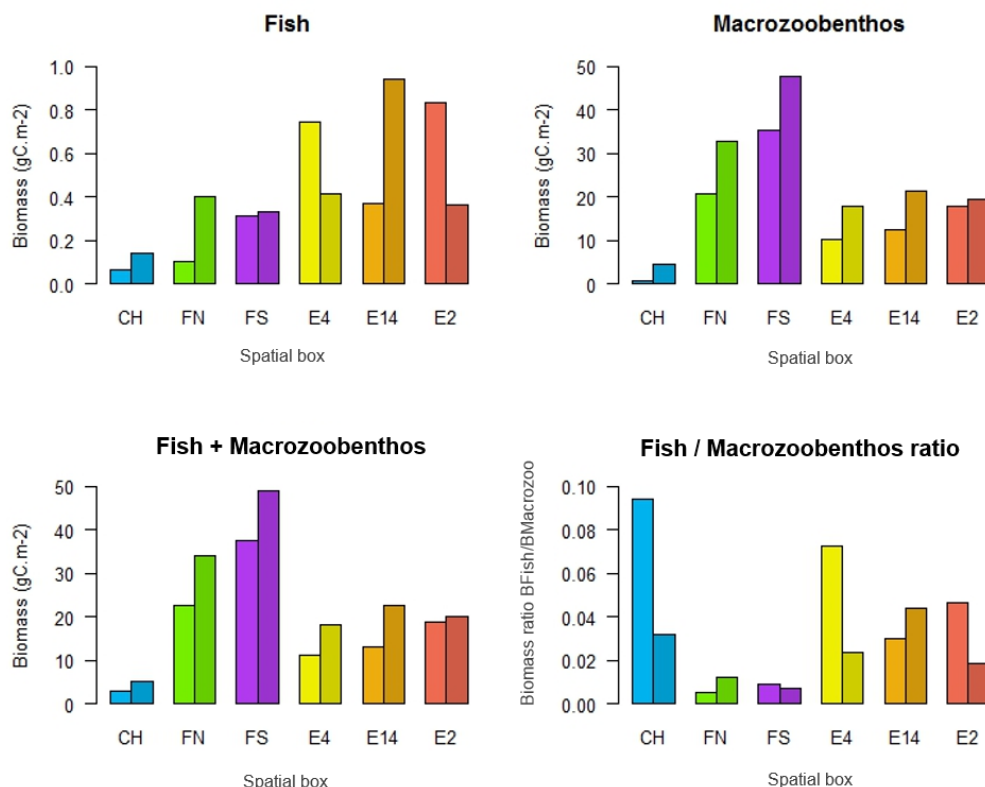 Fish
Biomass (gC.m-2)
1.0
0.8
0.6
0.4
0.2
0.0
CH FN FS E4 E14 E2
Spatial box
Macrozoobenthos
Biomass (gC.m-2)
50
40
30
20
10
0
CH FN FS E4 E14 E2
Spatial box
Fish + Macrozoobenthos
Biomass (gC.m-2)
50
40
30
20
10
0
CH FN FS E4 E14 E2
Spatial box
Fish / Macrozoobenthos ratio
Biomass ratio BFish/BMacrozoo
0.10
0.08
0.06
0.04
0.02
0.00
CH FN FS E4 E14 E2
Spatial box